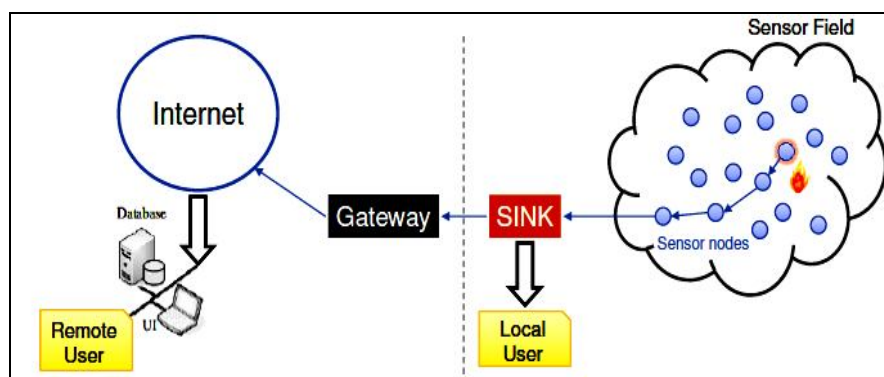 Sensor Field
Internet
Gateway
SINK
Sensor nodes
Database
UI
Remote
User
Local
User